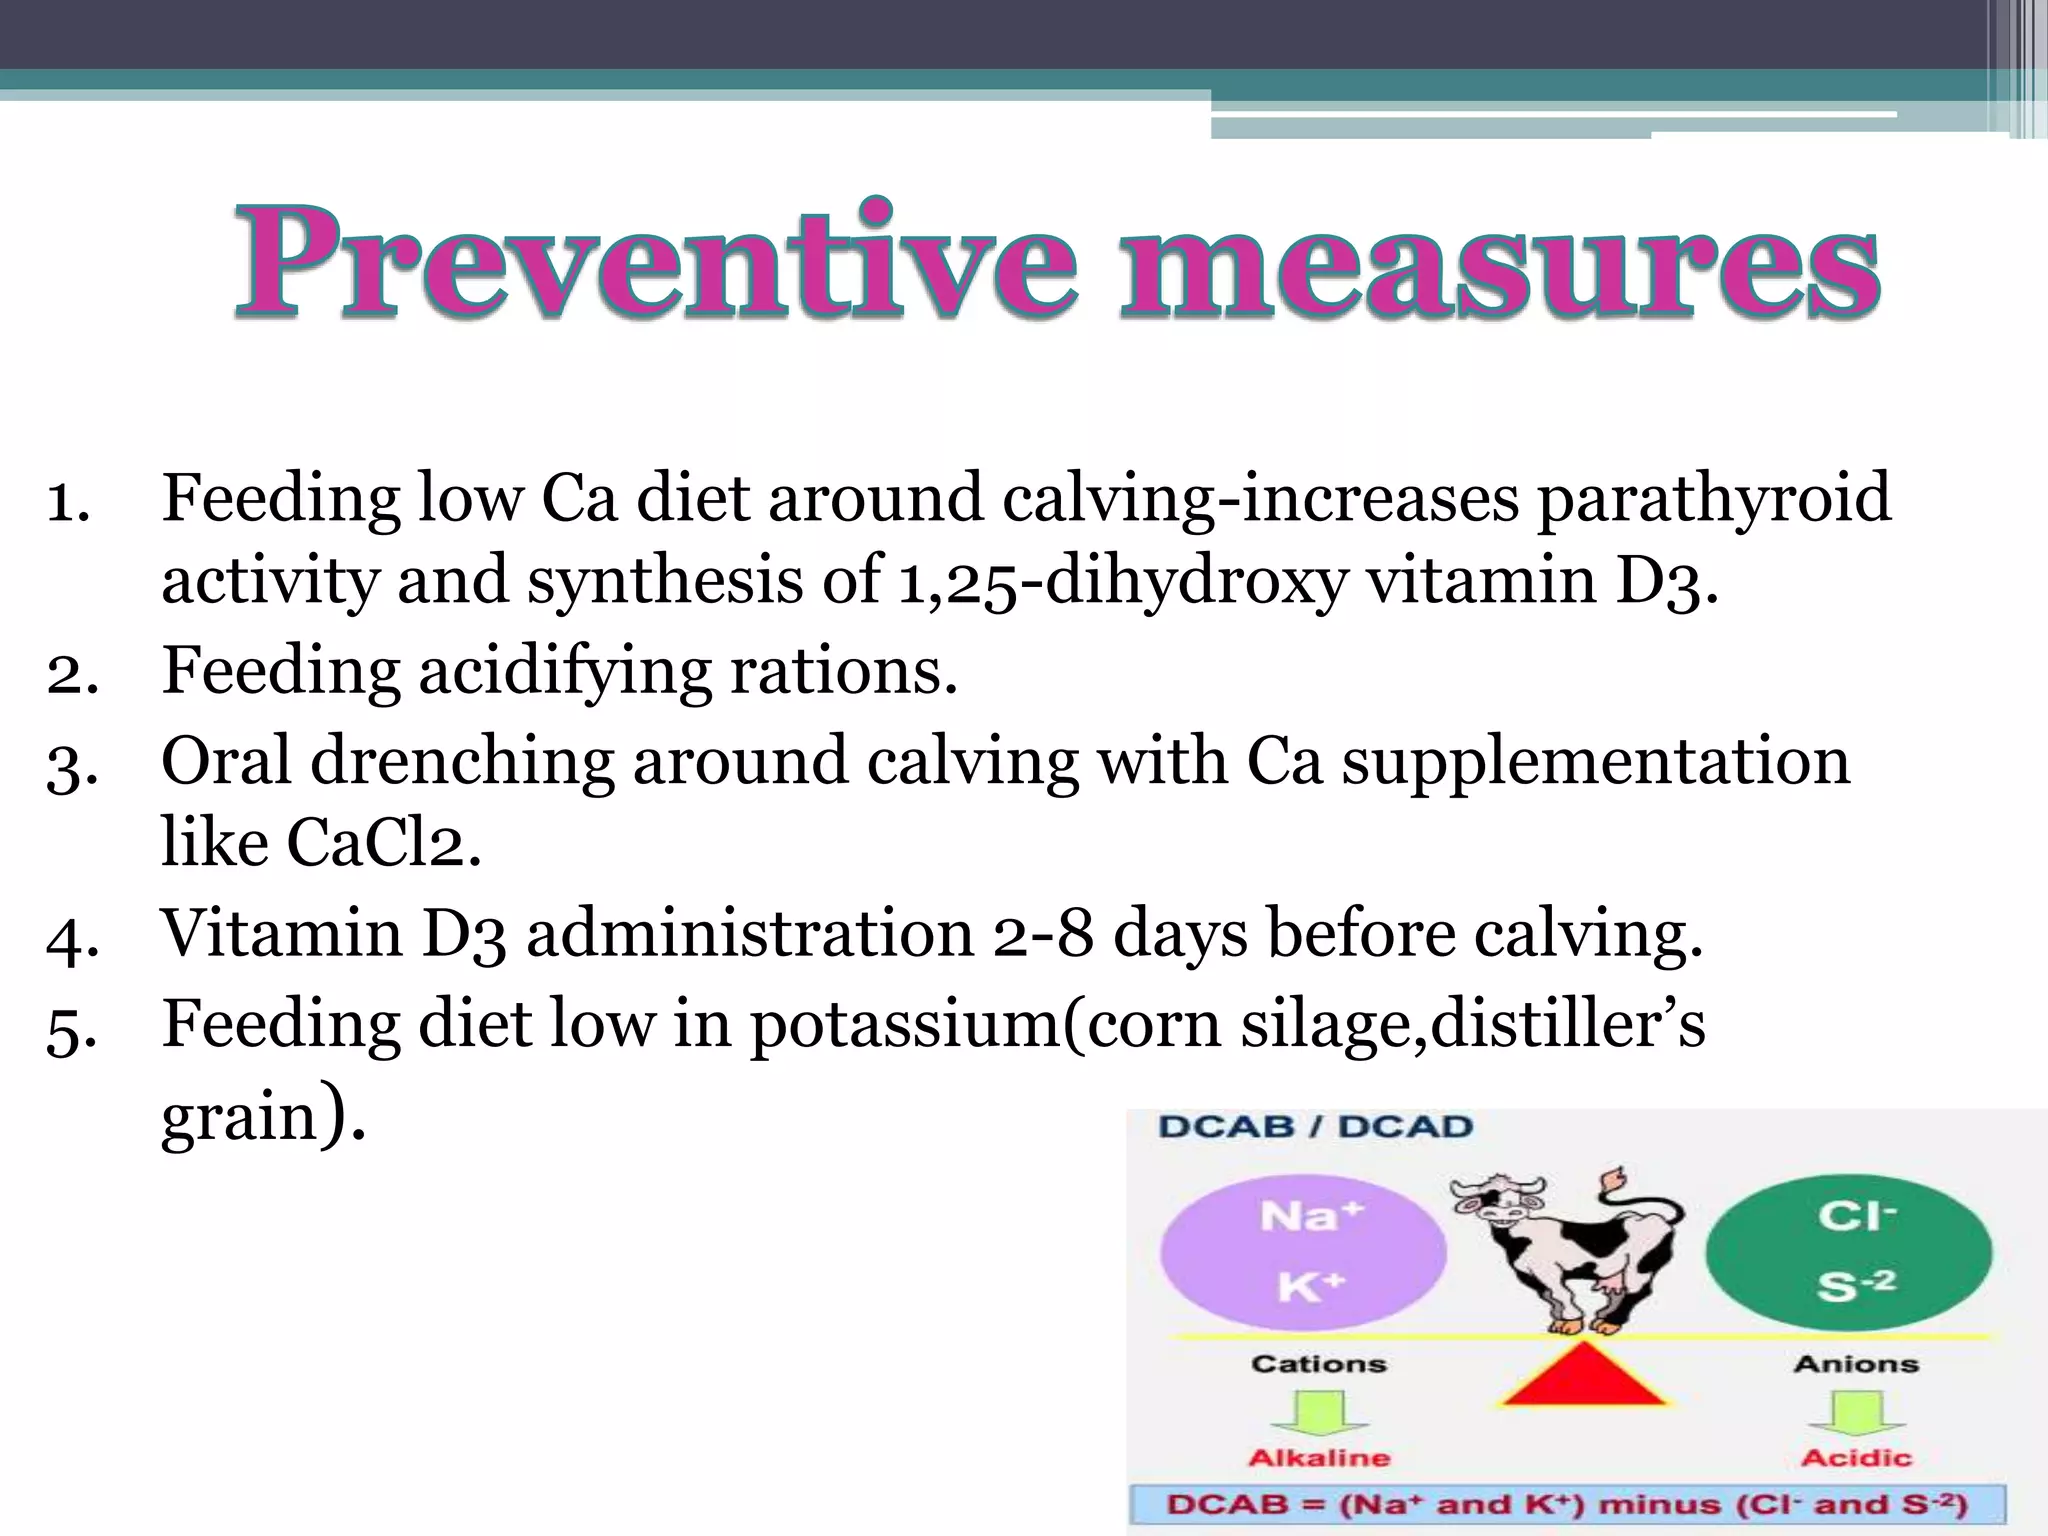 Preventive measures
1. Feeding low Ca diet around calving-increases parathyroid
activity and synthesis of 1,25-dihydroxy vitamin D3.
2. Feeding acidifying rations.
3. Oral drenching around calving with Ca supplementation
like CaCl2.
4. Vitamin D3 administration 2-8 days before calving.
5. Feeding diet low in potassium(corn silage,distiller’s
grain).
DCAB / DCAD
Na⁺
K⁺
Cl⁻
S⁻²
Cations
Anions
Alkaline
Acidic
DCAB = (Na⁺ and K⁺) minus (Cl⁻ and S⁻²)